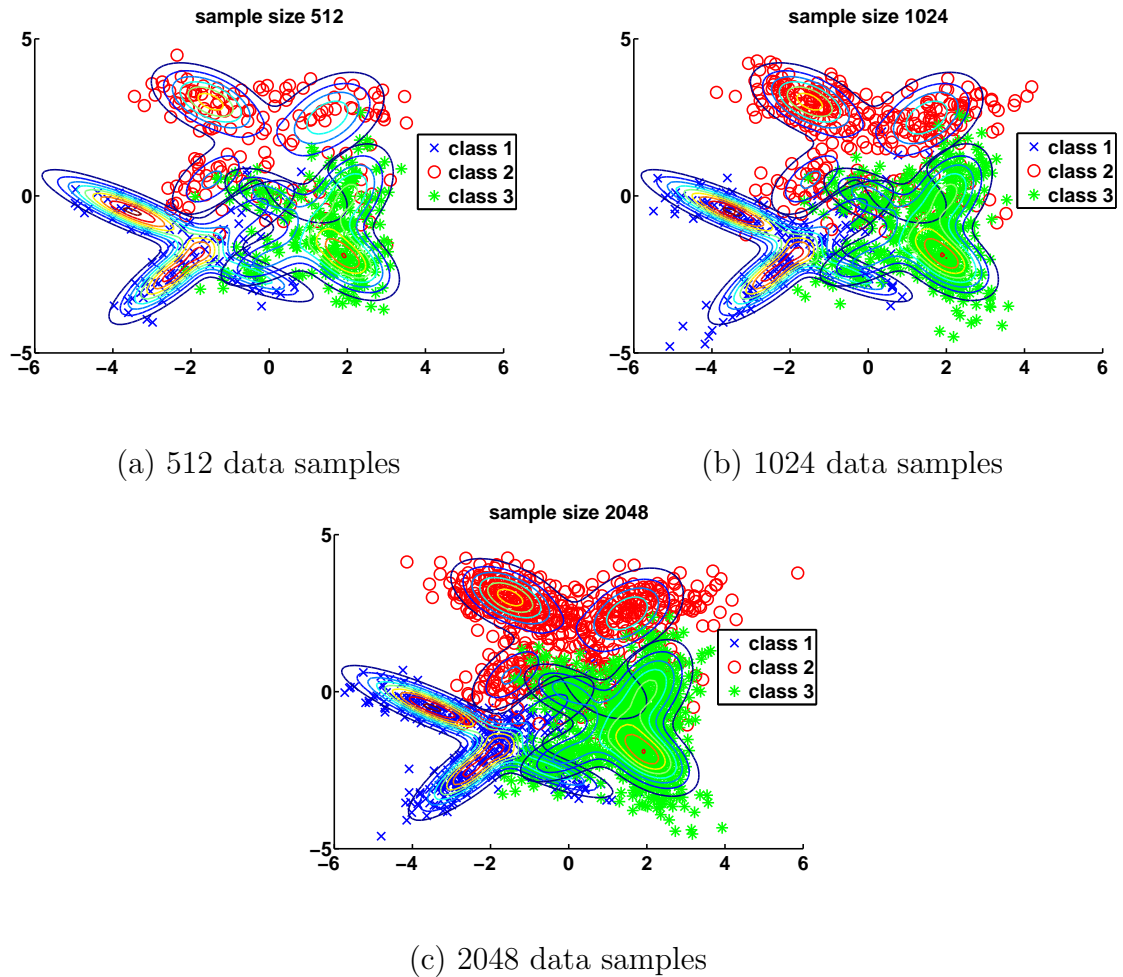 sample size 512
5
0
−5
−6 −4 −2 0 2 4 6
class 1
class 2
class 3
(a) 512 data samples
sample size 1024
5
0
−5
−6 −4 −2 0 2 4 6
class 1
class 2
class 3
(b) 1024 data samples
sample size 2048
5
0
−5
−6 −4 −2 0 2 4 6
class 1
class 2
class 3
(c) 2048 data samples